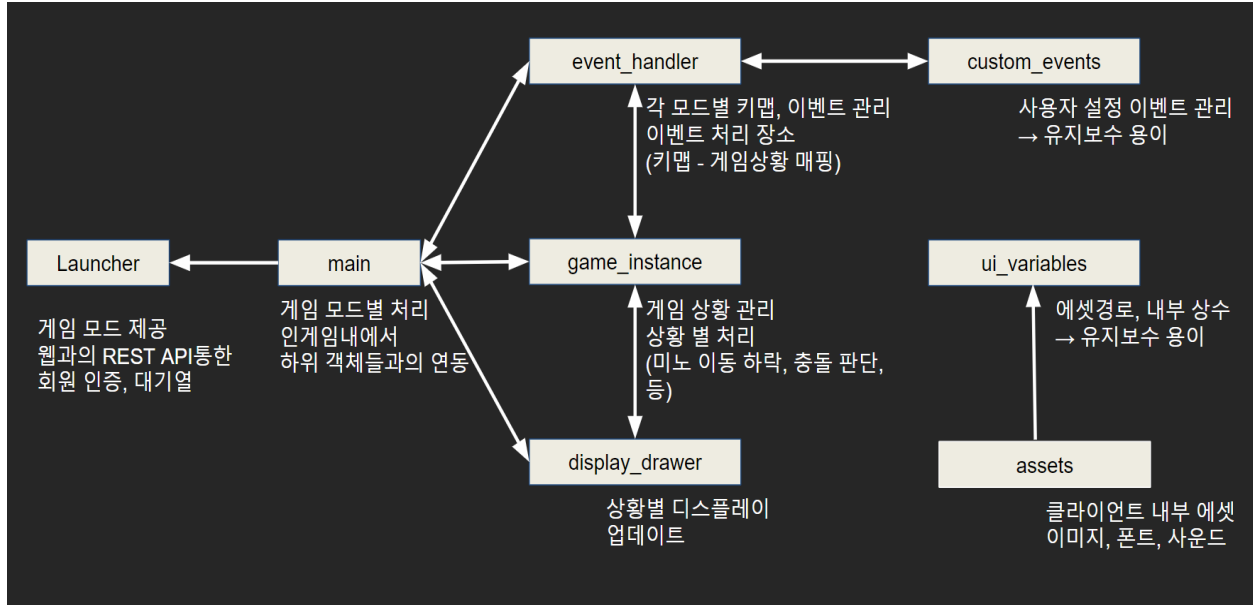 event_handler
각 모드별 키맵, 이벤트 관리
이벤트 처리 장소
(키맵 - 게임상황 매핑)
custom_events
사용자 설정 이벤트 관리
→ 유지보수 용이
Launcher
게임 모드 제공
웹과의 REST API통한
회원 인증, 대기열
main
게임 모드별 처리
인게임내에서
하위 객체들과의 연동
game_instance
게임 상황 관리
상황 별 처리
(미노 이동 하락, 충돌 판단,
등)
ui_variables
에셋경로, 내부 상수
→ 유지보수 용이
display_drawer
상황별 디스플레이
업데이트
assets
클라이언트 내부 에셋
이미지, 폰트, 사운드